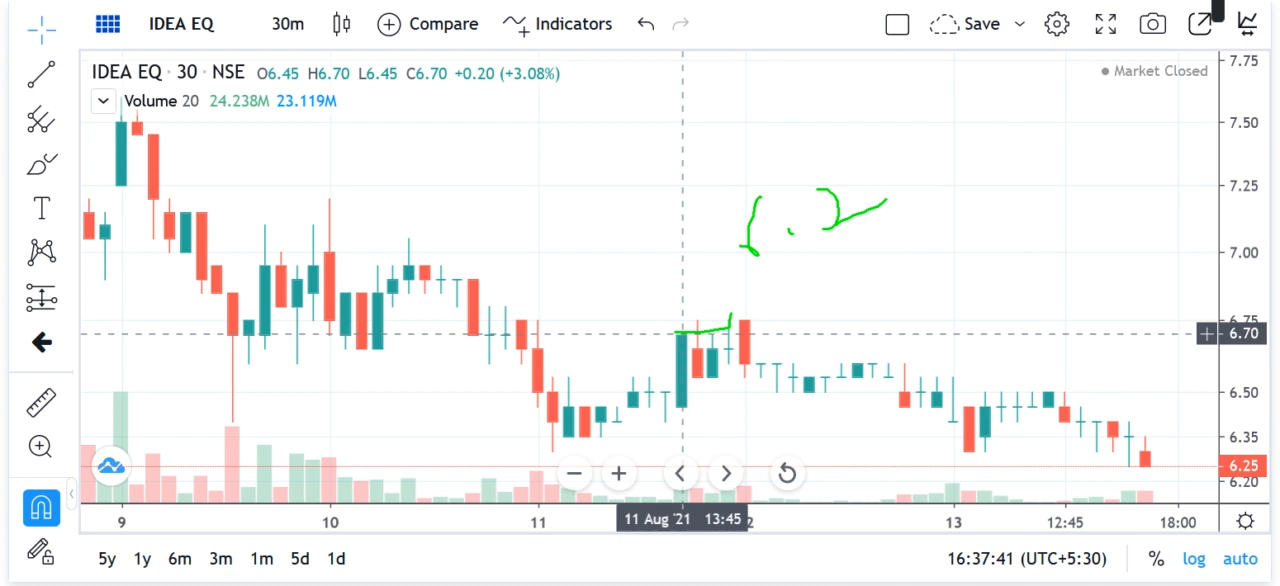 IDEA EQ 30m Compare Indicators Save
IDEA EQ · 30 · NSE O6.45 H6.70 L6.45 C6.70 +0.20 (+3.08%)
Market Closed
Volume 20 24.238M 23.119M
7.75
7.50
7.25
7.00
6.75
6.70
6.50
6.35
6.25
6.20
6.2
T
9 10 11 11 Aug '21 13:45 2 13 12:45 18:00
5y 1y 6m 3m 1m 5d 1d 16:37:41 (UTC+5:30) % log auto